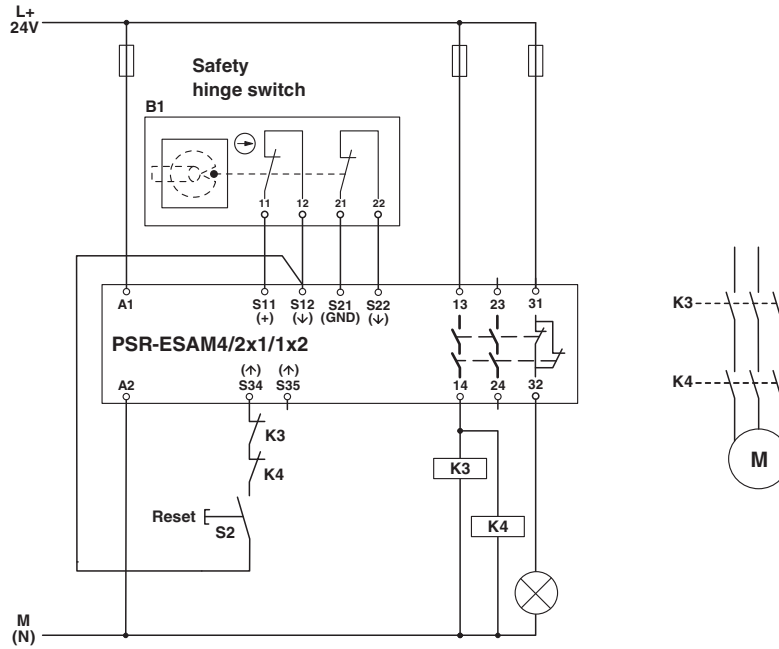 L+
24V
Safety
hinge switch
B1
11 12 21 22
A1 S11 S12 S21 S22 13 23 31
(+) (↓) (GND) (↓)
PSR-ESAM4/2x1/1x2
(↑) (↑)
A2 S34 S35 14 24 32
K3
K4
Reset
S2
K3
K4
M
(N)
K3
K4
M